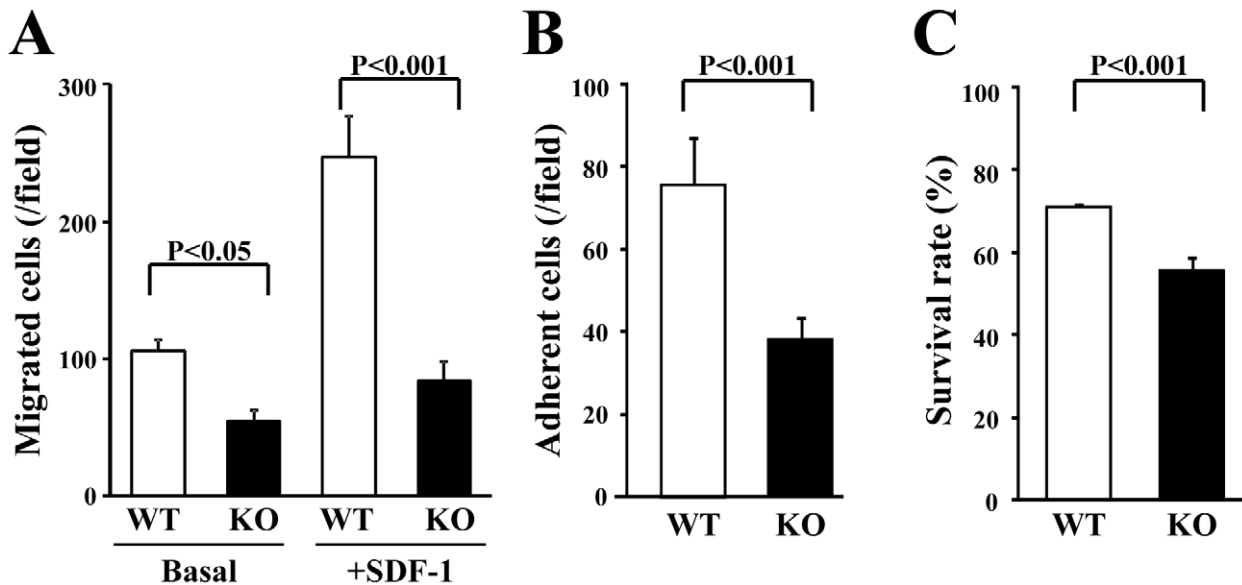 A
Migrated cells (/field)
300
250
100
0
P<0.05
P<0.001
WT KO WT KO
Basal +SDF-1
B
Adherent cells (/field)
100
80
60
40
20
0
P<0.001
WT KO
C
Survival rate (%)
100
80
60
40
20
0
P<0.001
WT KO